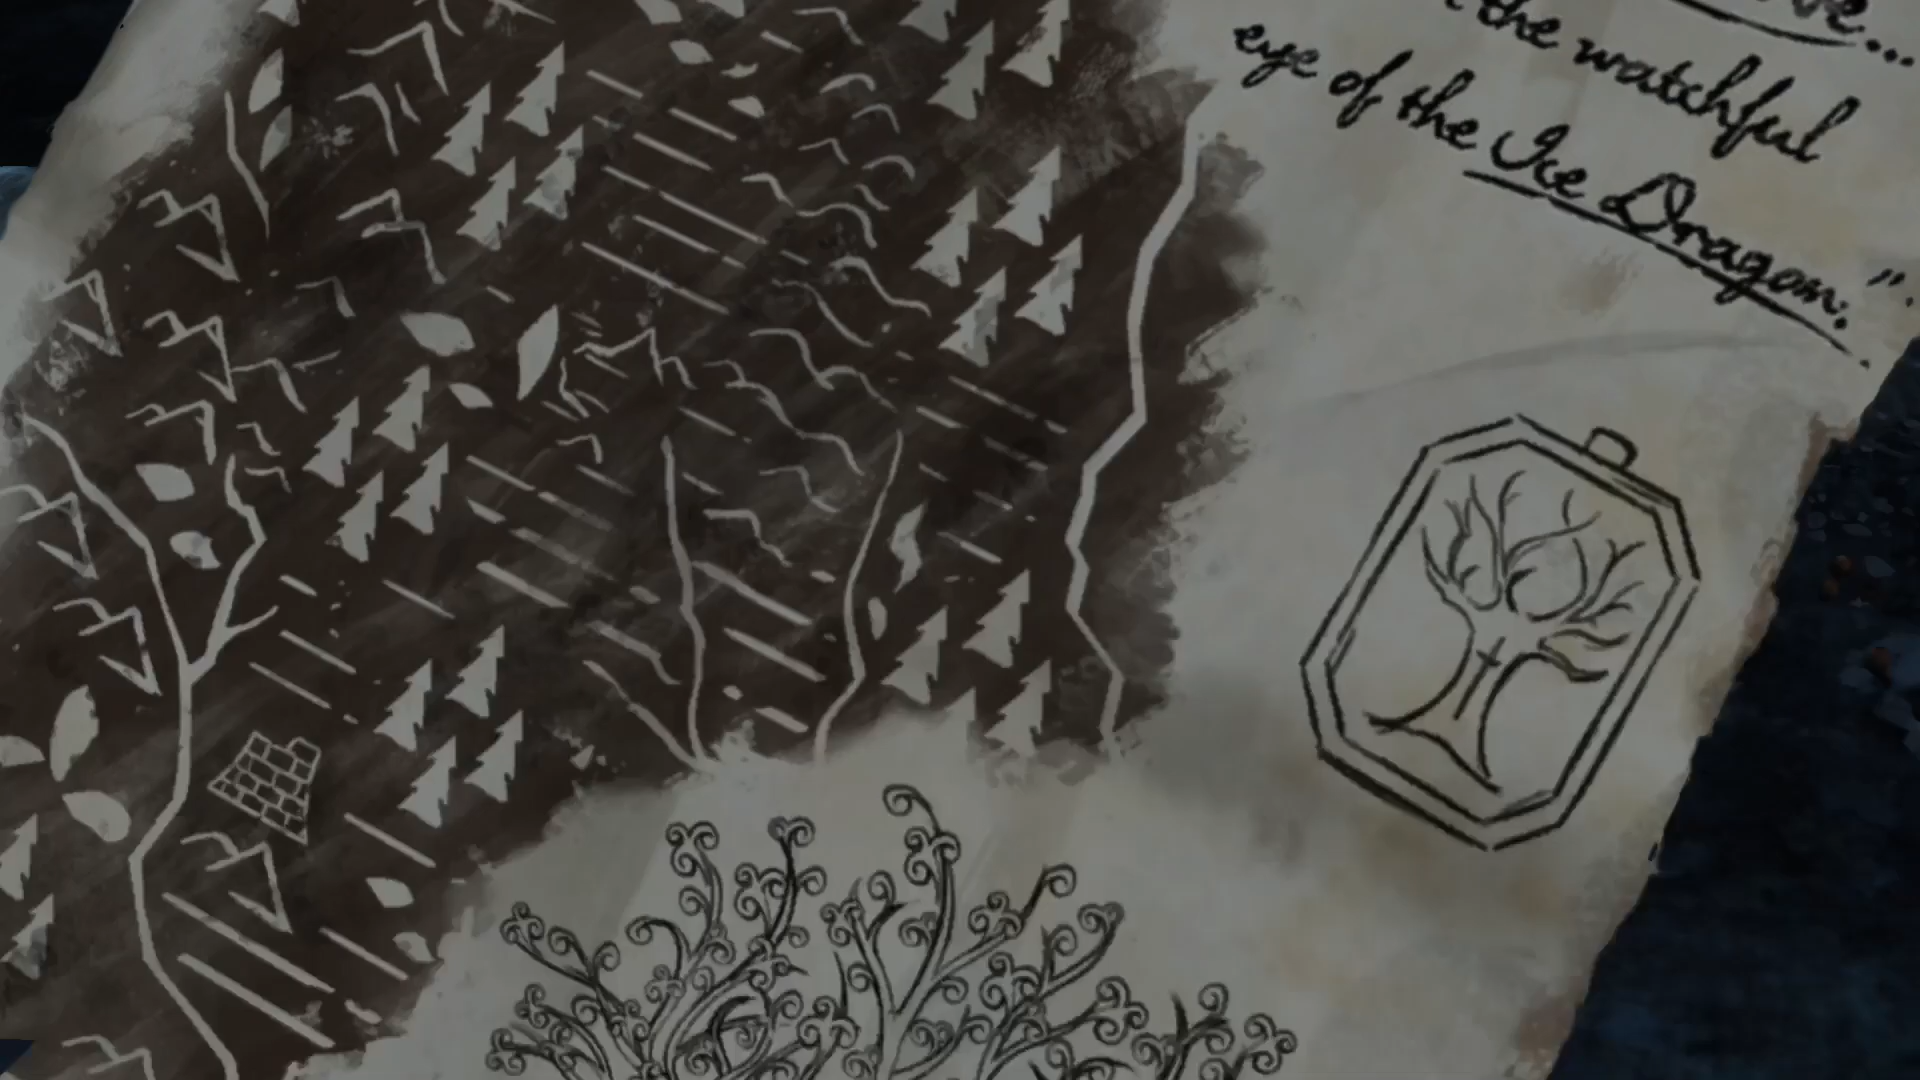 the watchful
eye of the Ice Dragon."